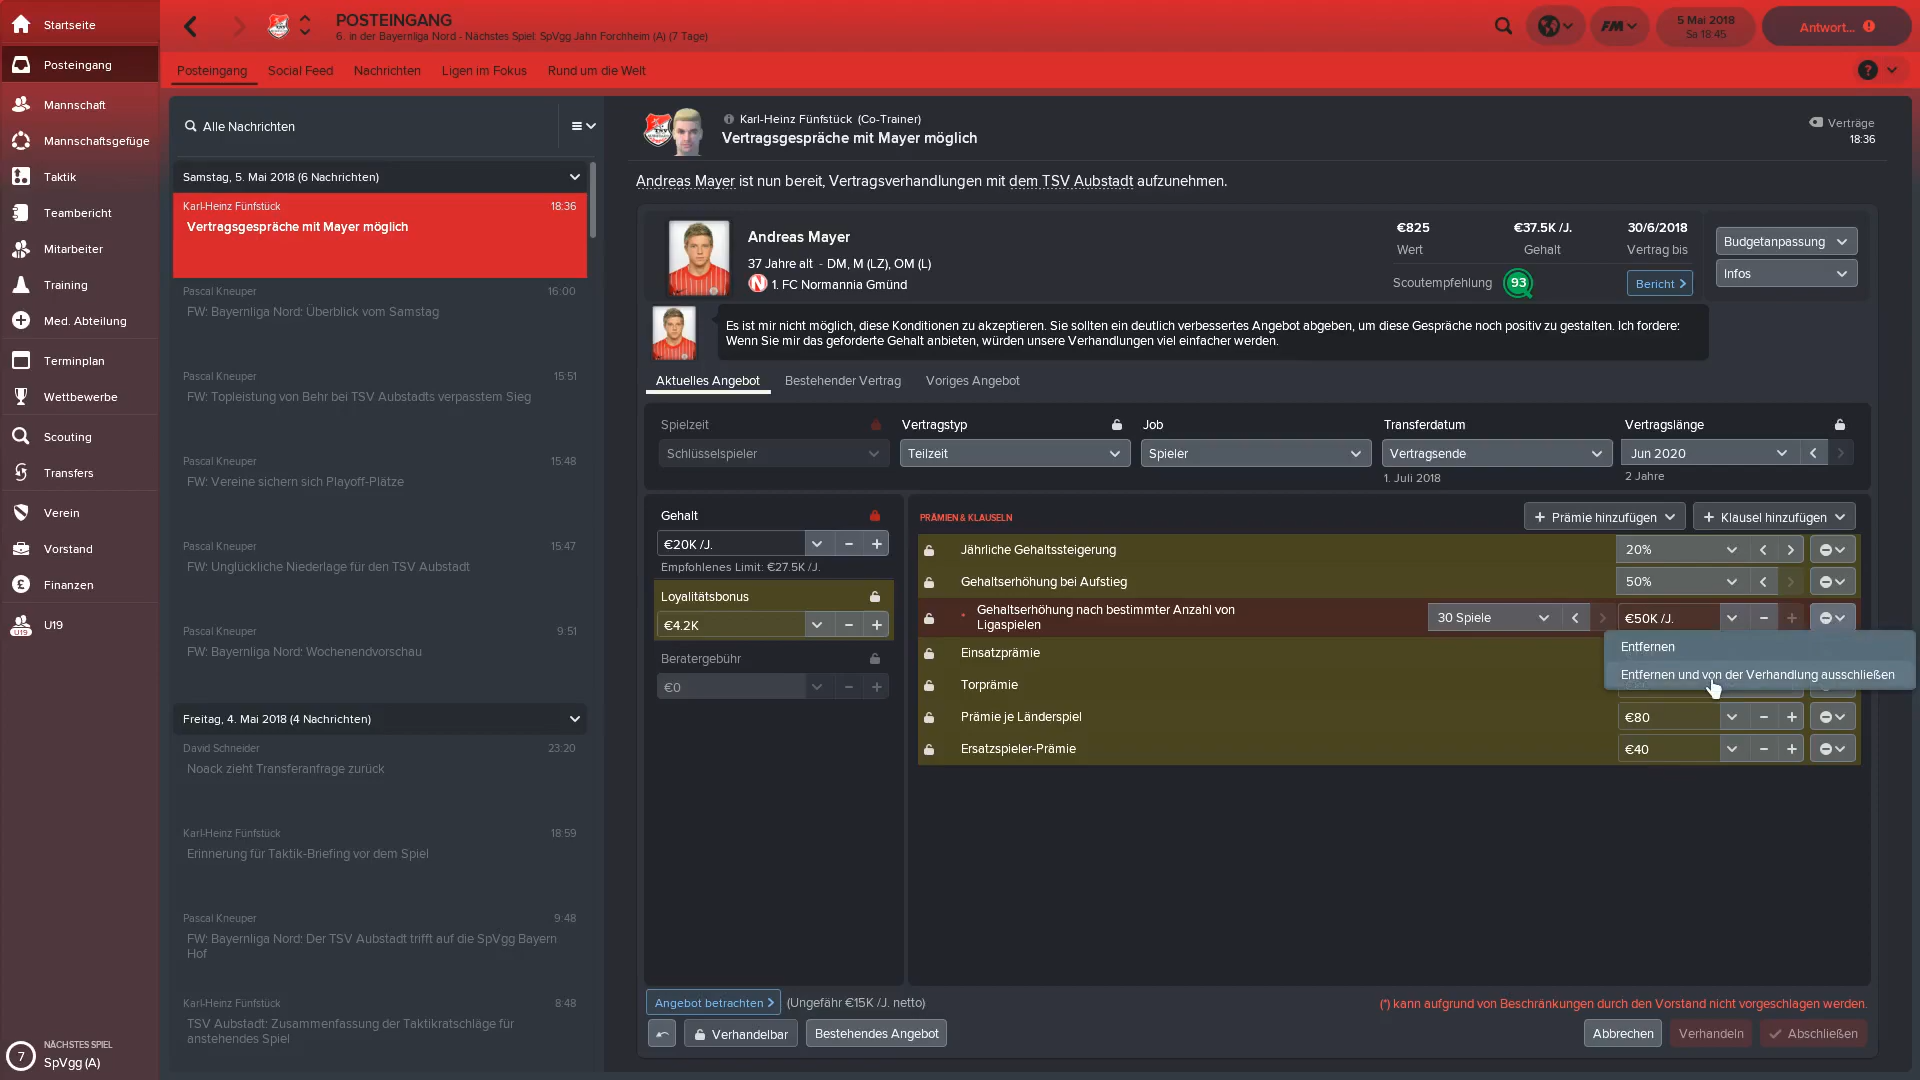 Startseite
Posteingang
Mannschaft
Mannschaftsgefüge
Taktik
Teambericht
Mitarbeiter
Training
Med. Abteilung
Terminplan
Wettbewerbe
Scouting
Transfers
Verein
Vorstand
Finanzen
U19
U19
7
NÄCHSTES SPIEL
SpVgg (A)
POSTEINGANG
6. in der Bayernliga Nord - Nächstes Spiel: SpVgg Jahn Forchheim (A) (7 Tage)
FM
5 Mai 2018
Sa 18:45
Antwort...
Posteingang
Social Feed
Nachrichten
Ligen im Fokus
Rund um die Welt
Alle Nachrichten
Samstag, 5. Mai 2018 (6 Nachrichten)
Karl-Heinz Fünfstück 18:36
Vertragsgespräche mit Mayer möglich
Pascal Kneuper 16:00
FW: Bayernliga Nord: Überblick vom Samstag
Pascal Kneuper 15:51
FW: Topleistung von Behr bei TSV Aubstadts verpasstem Sieg
Pascal Kneuper 15:48
FW: Vereine sichern sich Playoff-Plätze
Pascal Kneuper 15:47
FW: Unglückliche Niederlage für den TSV Aubstadt
Pascal Kneuper 9:51
FW: Bayernliga Nord: Wochenendvorschau
Freitag, 4. Mai 2018 (4 Nachrichten)
David Schneider 23:20
Noack zieht Transferanfrage zurück
Karl-Heinz Fünfstück 18:59
Erinnerung für Taktik-Briefing vor dem Spiel
Pascal Kneuper 9:48
FW: Bayernliga Nord: Der TSV Aubstadt trifft auf die SpVgg Bayern
Hof
Karl-Heinz Fünfstück 8:48
TSV Aubstadt: Zusammenfassung der Taktikratschläge für
anstehendes Spiel
Karl-Heinz Fünfstück (Co-Trainer)
Vertragsgespräche mit Mayer möglich
Verträge
18:36
Andreas Mayer ist nun bereit, Vertragsverhandlungen mit dem TSV Aubstadt aufzunehmen.
Andreas Mayer
37 Jahre alt - DM, M (LZ), OM (L)
1. FC Normannia Gmünd
€825
Wert
€37.5K /J.
Gehalt
30/6/2018
Vertrag bis
Scoutempfehlung 93
Bericht
Budgetanpassung
Infos
Es ist mir nicht möglich, diese Konditionen zu akzeptieren. Sie sollten ein deutlich verbessertes Angebot abgeben, um diese Gespräche noch positiv zu gestalten. Ich fordere:
Wenn Sie mir das geforderte Gehalt anbieten, würden unsere Verhandlungen viel einfacher werden.
Aktuelles Angebot
Bestehender Vertrag
Voriges Angebot
Spielzeit
Schlüsselspieler
Vertragstyp
Teilzeit
Job
Spieler
Transferdatum
Vertragsende
1. Juli 2018
Vertragslänge
Jun 2020
2 Jahre
Gehalt
€20K /J.
Empfohlenes Limit: €27.5K /J.
Loyalitätsbonus
€4.2K
Beratergebühr
€0
PRÄMIEN & KLAUSELN
Prämie hinzufügen
Klausel hinzufügen
Jährliche Gehaltssteigerung 20%
Gehaltserhöhung bei Aufstieg 50%
* Gehaltserhöhung nach bestimmter Anzahl von
Ligaspielen
30 Spiele €50K /J.
Entfernen
Entfernen und von der Verhandlung ausschließen
Einsatzprämie
Torprämie
Prämie je Länderspiel €80
Ersatzspieler-Prämie €40
Angebot betrachten
(Ungefähr €15K /J. netto)
(*) kann aufgrund von Beschränkungen durch den Vorstand nicht vorgeschlagen werden.
Verhandelbar
Bestehendes Angebot
Abbrechen
Verhandeln
Abschließen